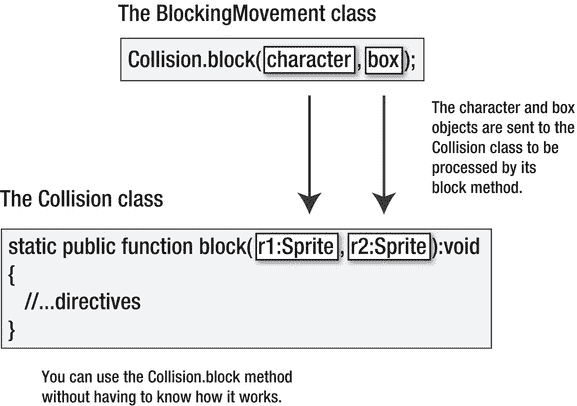 The BlockingMovement class
Collision.block(character, box);
The character and box
objects are sent to the
Collision class to be
processed by its
block method.
The Collision class
static public function block(r1:Sprite, r2:Sprite):void
{
//...directives
}
You can use the Collision.block method
without having to know how it works.